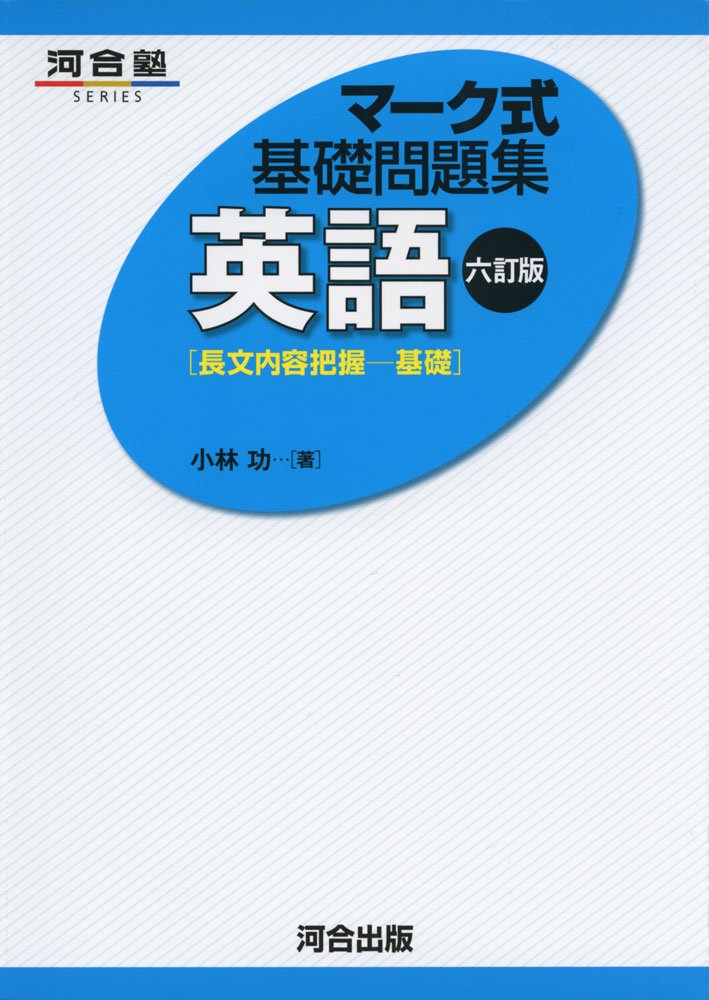 河合塾
SERIES
マーク式
基礎問題集
英語
六訂版
[長文内容把握―基礎]
小林 功…[著]
河合出版